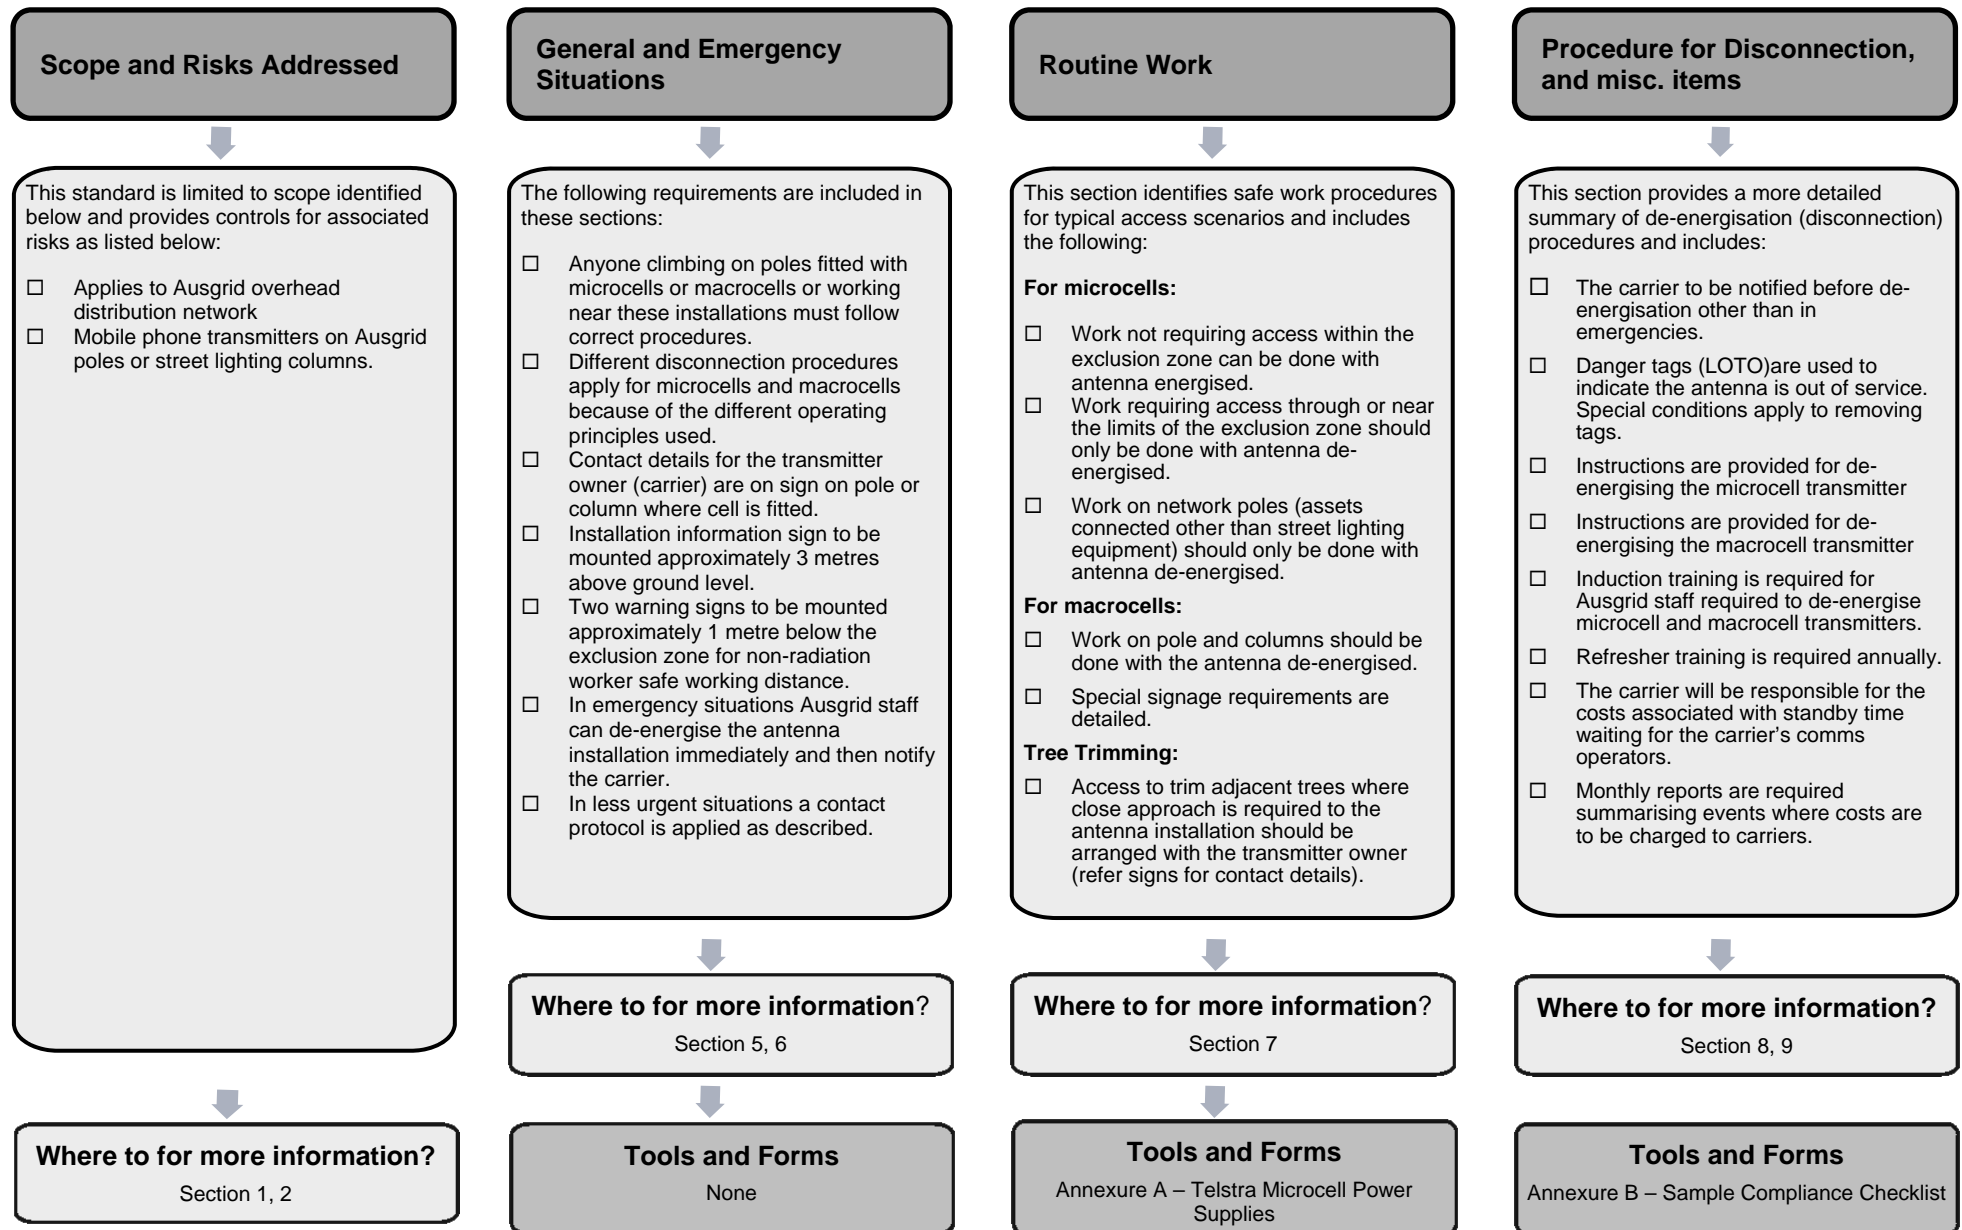 Scope and Risks Addressed
This standard is limited to scope identified
below and provides controls for associated
risks as listed below:
☐ Applies to Ausgrid overhead
distribution network
☐ Mobile phone transmitters on Ausgrid
poles or street lighting columns.
Where to for more information?
Section 1, 2
General and Emergency
Situations
The following requirements are included in
these sections:
☐ Anyone climbing on poles fitted with
microcells or macrocells or working
near these installations must follow
correct procedures.
☐ Different disconnection procedures
apply for microcells and macrocells
because of the different operating
principles used.
☐ Contact details for the transmitter
owner (carrier) are on sign on pole or
column where cell is fitted.
☐ Installation information sign to be
mounted approximately 3 metres
above ground level.
☐ Two warning signs to be mounted
approximately 1 metre below the
exclusion zone for non-radiation
worker safe working distance.
☐ In emergency situations Ausgrid staff
can de-energise the antenna
installation immediately and then notify
the carrier.
☐ In less urgent situations a contact
protocol is applied as described.
Where to for more information?
Section 5, 6
Tools and Forms
None
Routine Work
This section identifies safe work procedures
for typical access scenarios and includes
the following:
For microcells:
☐ Work not requiring access within the
exclusion zone can be done with
antenna energised.
☐ Work requiring access through or near
the limits of the exclusion zone should
only be done with antenna de-
energised.
☐ Work on network poles (assets
connected other than street lighting
equipment) should only be done with
antenna de-energised.
For macrocells:
☐ Work on pole and columns should be
done with the antenna de-energised.
☐ Special signage requirements are
detailed.
Tree Trimming:
☐ Access to trim adjacent trees where
close approach is required to the
antenna installation should be
arranged with the transmitter owner
(refer signs for contact details).
Where to for more information?
Section 7
Tools and Forms
Annexure A – Telstra Microcell Power
Supplies
Procedure for Disconnection,
and misc. items
This section provides a more detailed
summary of de-energisation (disconnection)
procedures and includes:
☐ The carrier to be notified before de-
energisation other than in
emergencies.
☐ Danger tags (LOTO)are used to
indicate the antenna is out of service.
Special conditions apply to removing
tags.
☐ Instructions are provided for de-
energising the microcell transmitter
☐ Instructions are provided for de-
energising the macrocell transmitter
☐ Induction training is required for
Ausgrid staff required to de-energise
microcell and macrocell transmitters.
☐ Refresher training is required annually.
☐ The carrier will be responsible for the
costs associated with standby time
waiting for the carrier's comms
operators.
☐ Monthly reports are required
summarising events where costs are
to be charged to carriers.
Where to for more information?
Section 8, 9
Tools and Forms
Annexure B – Sample Compliance Checklist